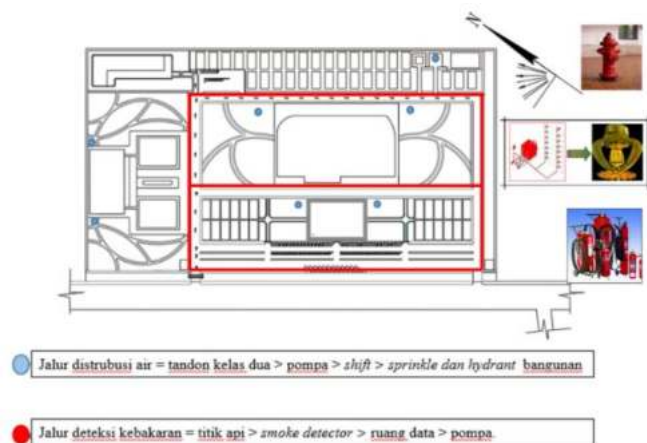 N
Jalur distrubusi air = tandon kelas dua > pompa > shift > sprinkle dan hydrant bangunan
Jalur deteksi kebakaran = titik api > smoke detector > ruang data > pompa.